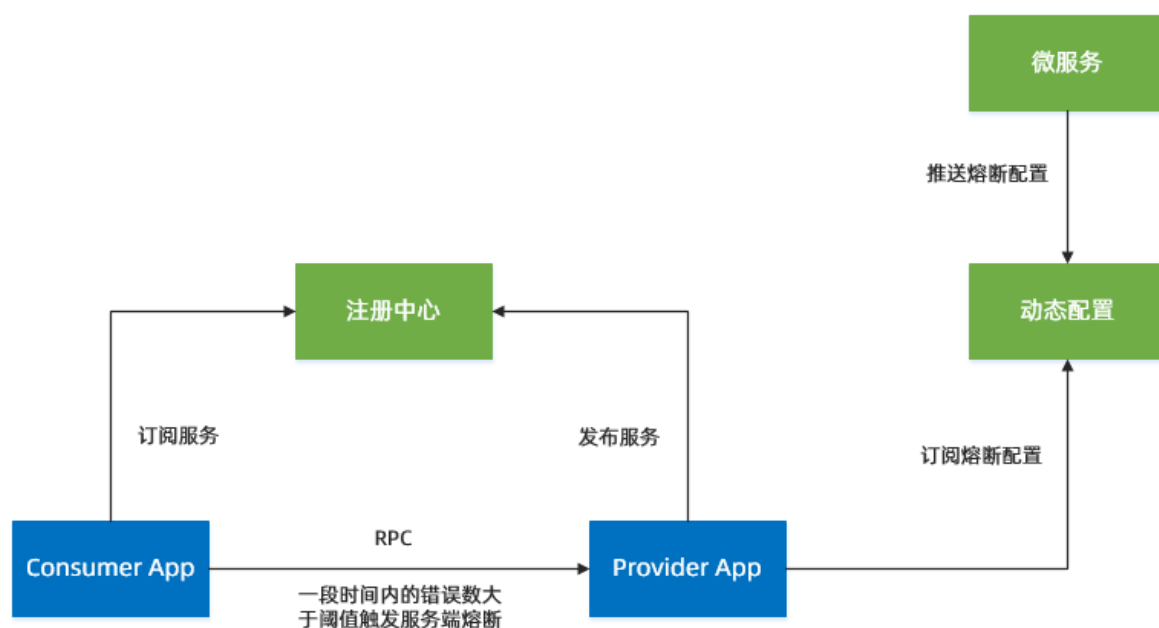 微服务
推送熔断配置
注册中心
动态配置
订阅服务
发布服务
订阅熔断配置
Consumer App
RPC
Provider App
一段时间内的错误数大
于阈值触发服务端熔断